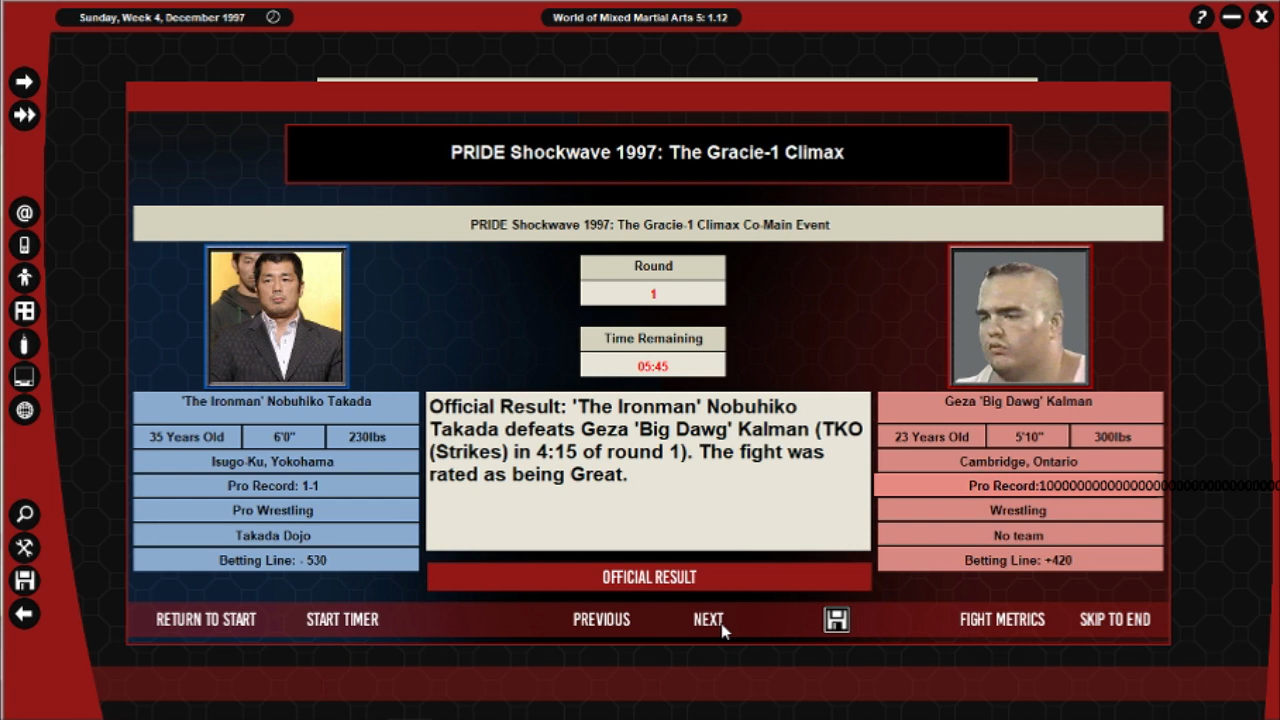 Sunday, Week 4, December 1997
World of Mixed Martial Arts 5: 1.12
PRIDE Shockwave 1997: The Gracie-1 Climax
PRIDE Shockwave 1997: The Gracie-1 Climax Co-Main Event
Round
1
Time Remaining
05:45
'The Ironman' Nobuhiko Takada
35 Years Old
6'0"
230lbs
Isugo-Ku, Yokohama
Pro Record: 1-1
Pro Wrestling
Takada Dojo
Betting Line: - 530
Official Result: 'The Ironman' Nobuhiko
Takada defeats Geza 'Big Dawg' Kalman (TKO
(Strikes) in 4:15 of round 1). The fight was
rated as being Great.
OFFICIAL RESULT
Geza 'Big Dawg' Kalman
23 Years Old
5'10"
300lbs
Cambridge, Ontario
Pro Record:
Wrestling
No team
Betting Line: +420
RETURN TO START
START TIMER
PREVIOUS
NEXT
FIGHT METRICS
SKIP TO END